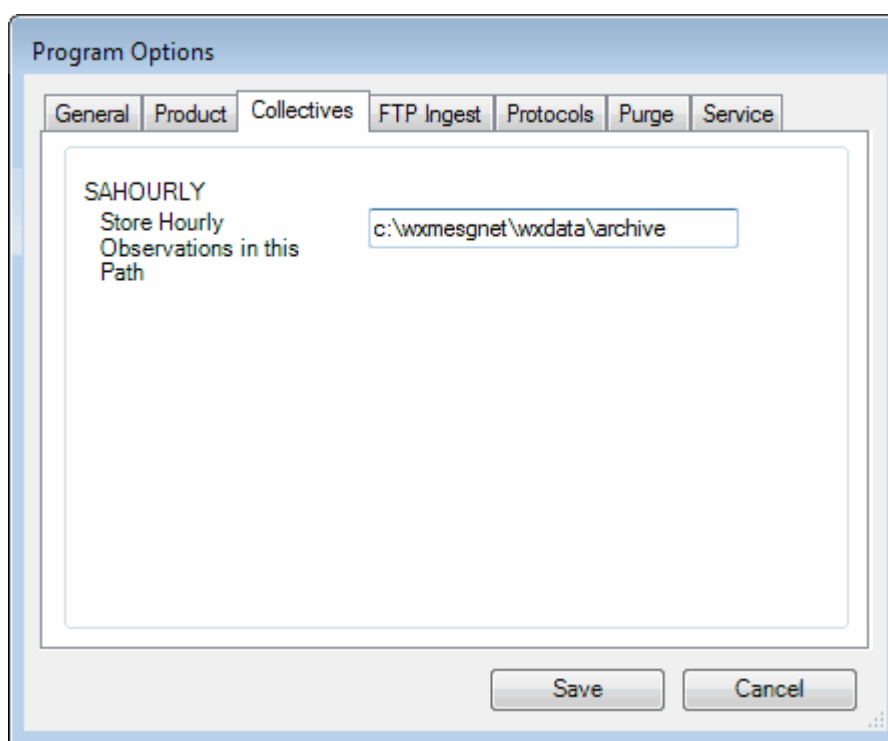 Program Options
General Product Collectives FTP Ingest Protocols Purge Service
SAHOURLY
Store Hourly
Observations in this
Path
c:\wxmesgnet\wxdata\archive
Save Cancel